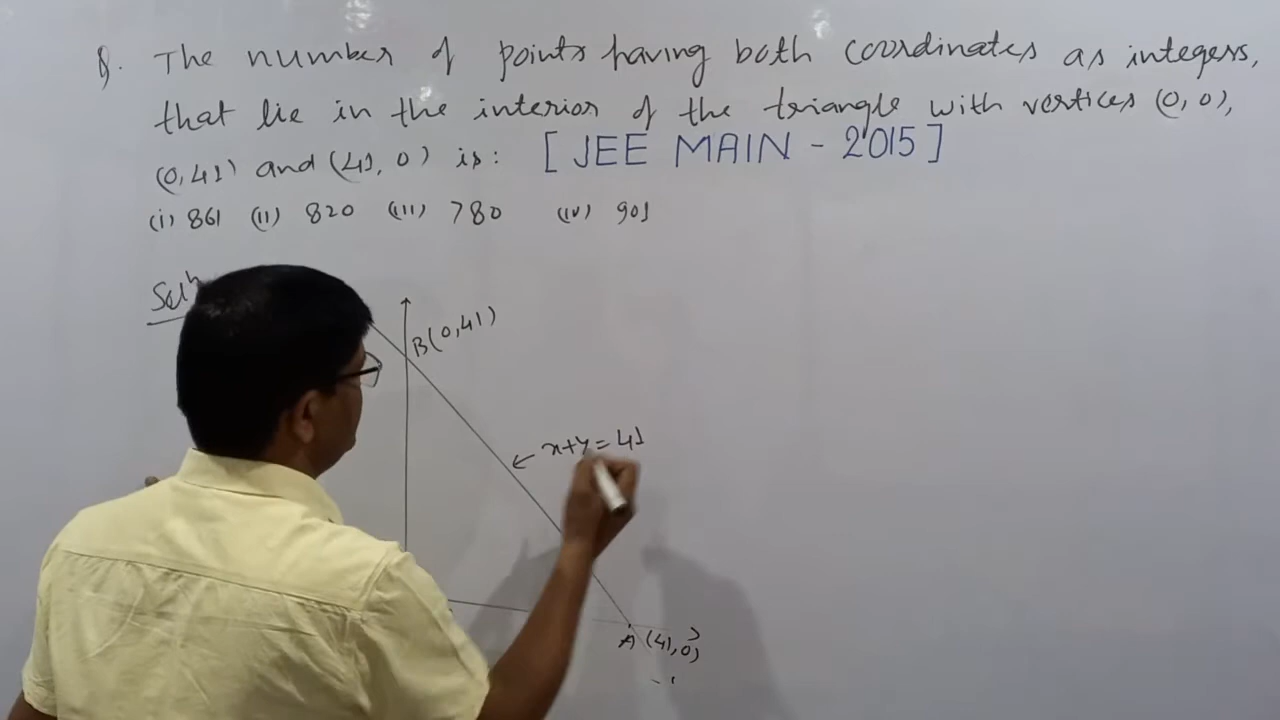 Q. The number of points having both coordinates as integers,
that lie in the interior of the triangle with vertices (0, 0),
(0, 41) and (41, 0) is: [JEE MAIN - 2015]
(i) 861 (ii) 820 (iii) 780 (iv) 901
Solⁿ
B(0,41)
x+y=41
A (41,0)